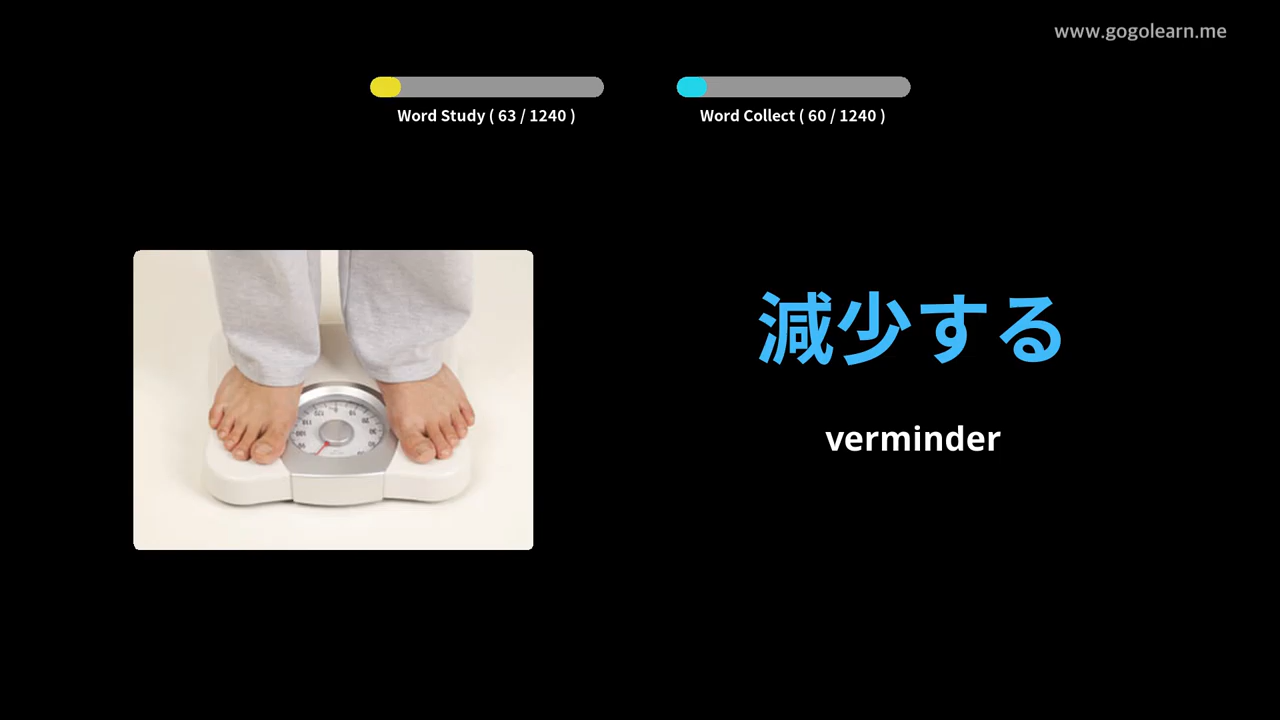 www.gogolearn.me
Word Study ( 63 / 1240 )
Word Collect ( 60 / 1240 )
減少する
verminder